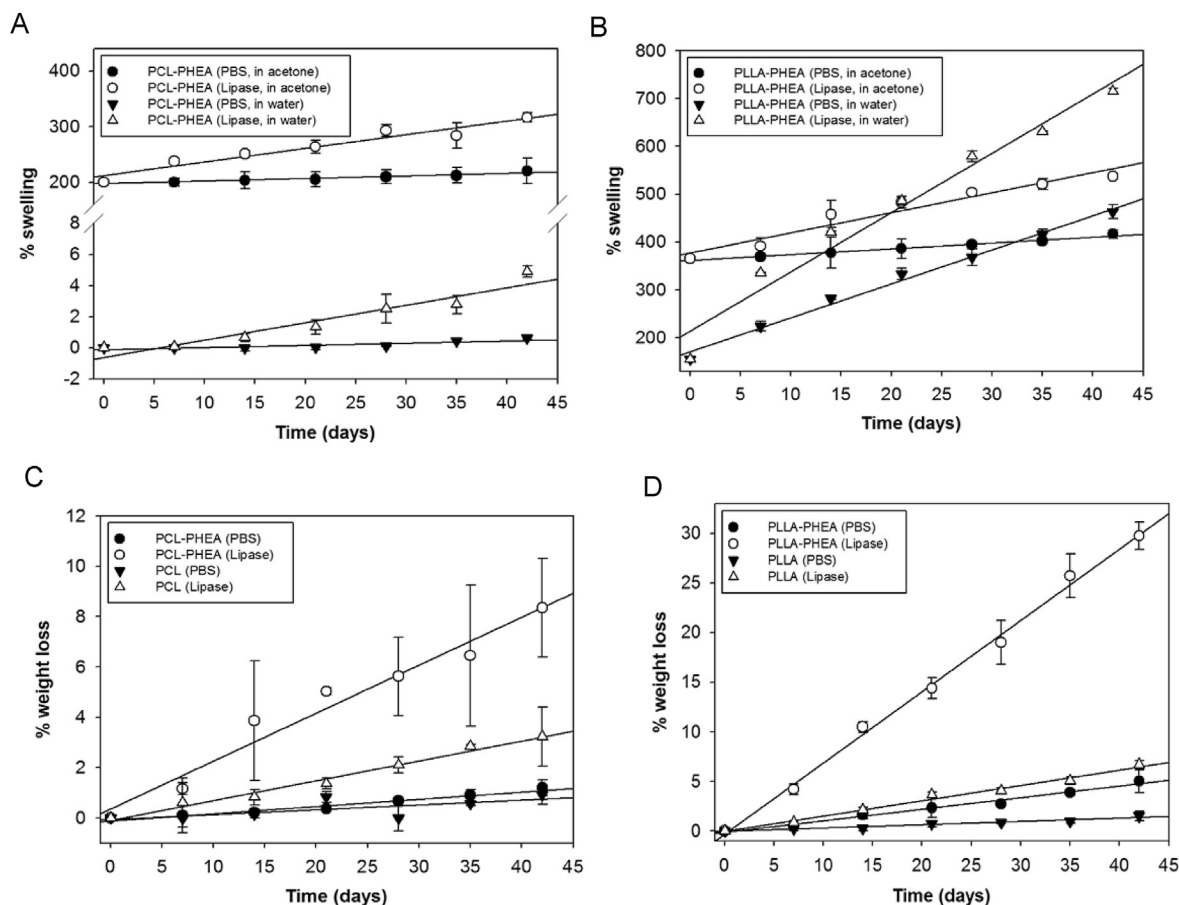 A
400
300
200
8
6
4
2
0
-2
% swelling
PCL-PHEA (PBS, in acetone)
PCL-PHEA (Lipase, in acetone)
PCL-PHEA (PBS, in water)
PCL-PHEA (Lipase, in water)
0 5 10 15 20 25 30 35 40 45
Time (days)
B
800
700
600
500
400
300
200
% swelling
PLLA-PHEA (PBS, in acetone)
PLLA-PHEA (Lipase, in acetone)
PLLA-PHEA (PBS, in water)
PLLA-PHEA (Lipase, in water)
0 5 10 15 20 25 30 35 40 45
Time (days)
C
12
10
8
6
4
2
0
% weight loss
PCL-PHEA (PBS)
PCL-PHEA (Lipase)
PCL (PBS)
PCL (Lipase)
0 5 10 15 20 25 30 35 40 45
Time (days)
D
30
25
20
15
10
5
0
% weight loss
PLLA-PHEA (PBS)
PLLA-PHEA (Lipase)
PLLA (PBS)
PLLA (Lipase)
0 5 10 15 20 25 30 35 40 45
Time (days)